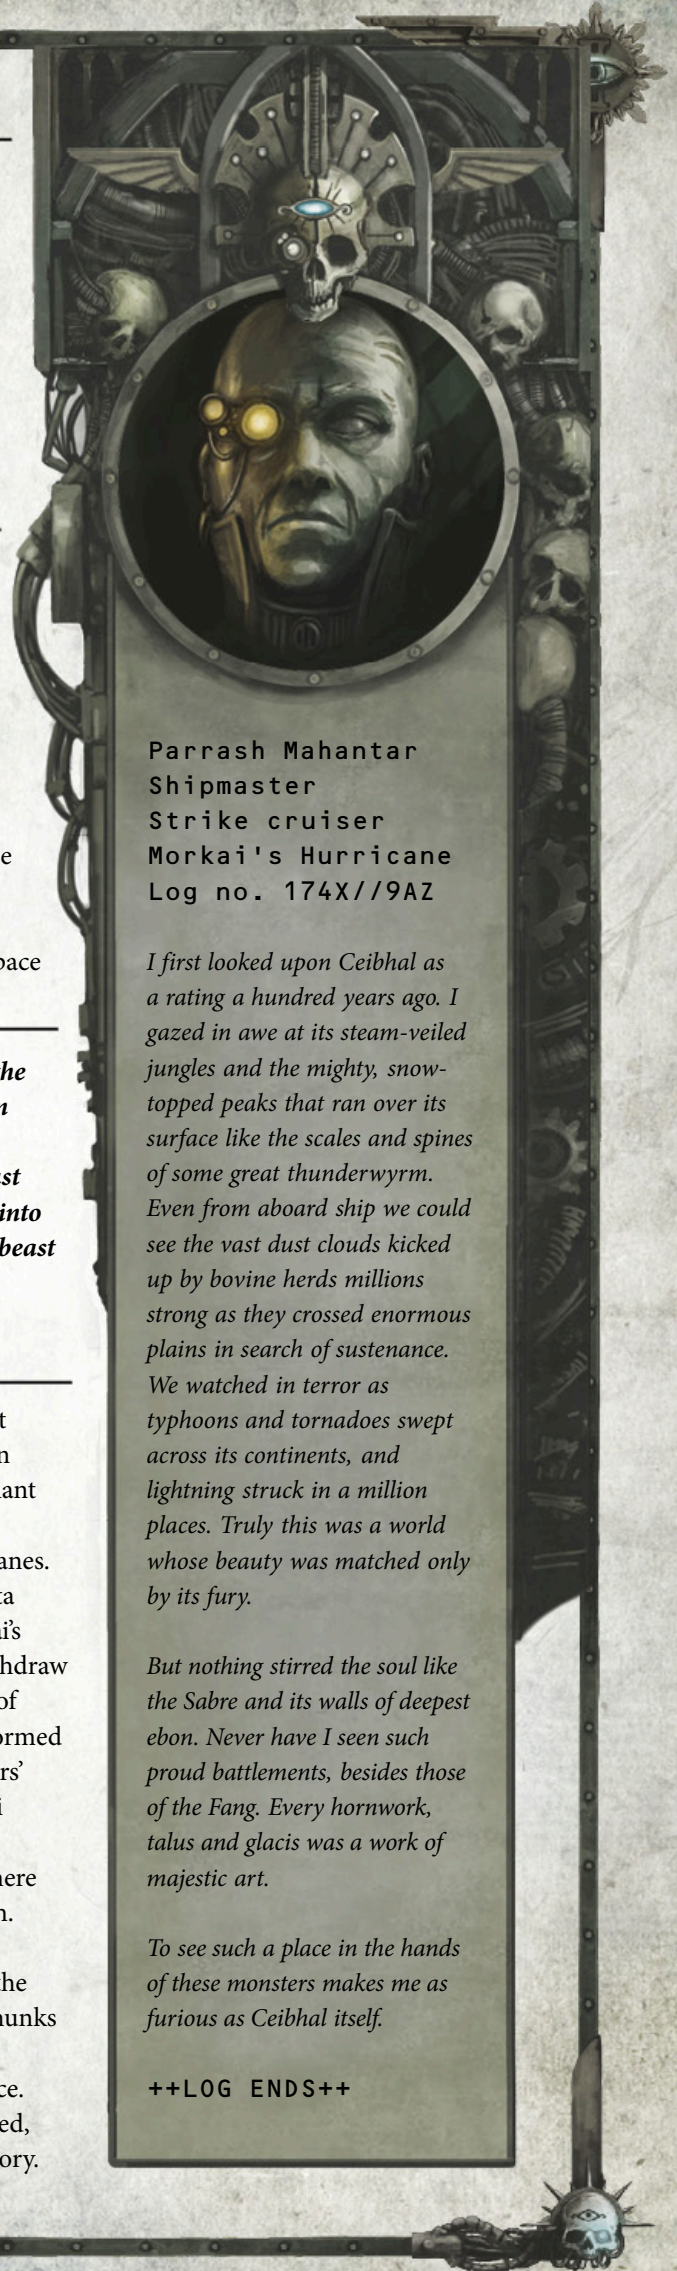 pace
into
beast
Parrash Mahantar
Shipmaster
Strike cruiser
Morkai's Hurricane
Log no. 174X//9AZ
I first looked upon Ceibhal as
a rating a hundred years ago. I
gazed in awe at its steam-veiled
jungles and the mighty, snow-
topped peaks that ran over its
surface like the scales and spines
of some great thunderwyrm.
Even from aboard ship we could
see the vast dust clouds kicked
up by bovine herds millions
strong as they crossed enormous
plains in search of sustenance.
We watched in terror as
typhoons and tornadoes swept
across its continents, and
lightning struck in a million
places. Truly this was a world
whose beauty was matched only
by its fury.
But nothing stirred the soul like
the Sabre and its walls of deepest
ebon. Never have I seen such
proud battlements, besides those
of the Fang. Every hornwork,
talus and glacis was a work of
majestic art.
To see such a place in the hands
of these monsters makes me as
furious as Ceibhal itself.
++LOG ENDS++